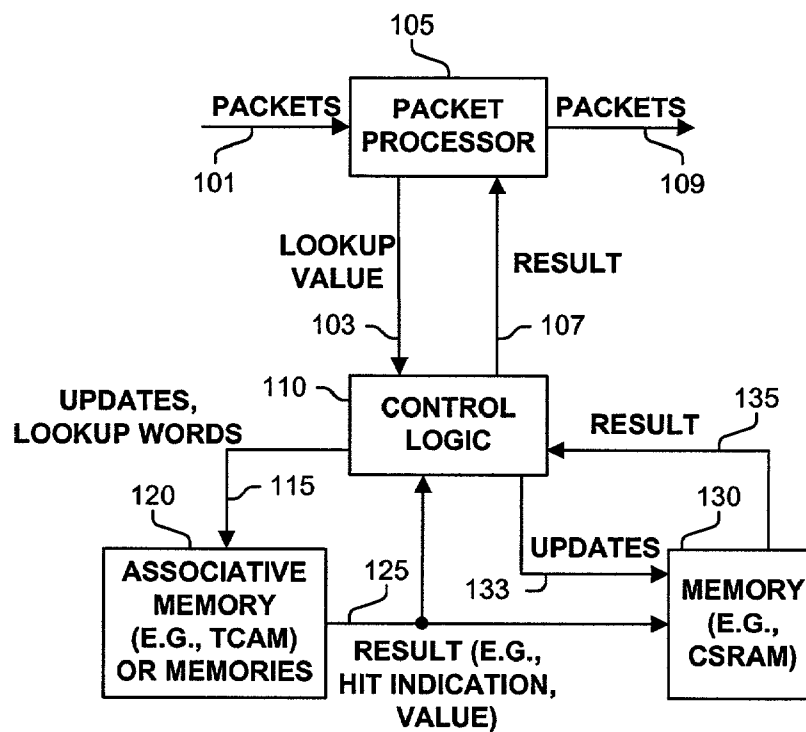 105
PACKETS
PACKET
PROCESSOR
PACKETS
101
109
LOOKUP
VALUE
RESULT
103
107
110
UPDATES,
LOOKUP WORDS
CONTROL
LOGIC
RESULT
135
115
120
130
ASSOCIATIVE
MEMORY
(E.G., TCAM)
OR MEMORIES
125
UPDATES
133
MEMORY
(E.G.,
CSRAM)
RESULT (E.G.,
HIT INDICATION,
VALUE)